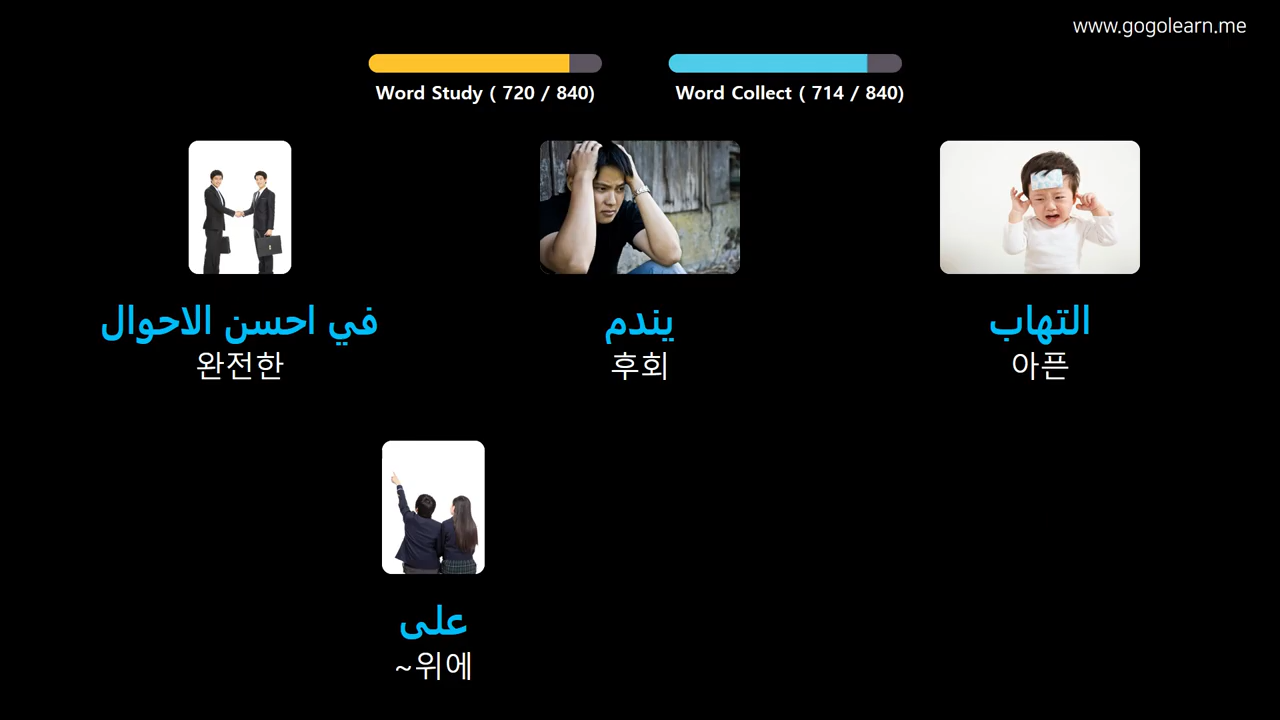 www.gogolearn.me
Word Study ( 720 / 840)
Word Collect ( 714 / 840)
في احسن الاحوال
완전한
يندم
후회
التهاب
아픈
على
~위에